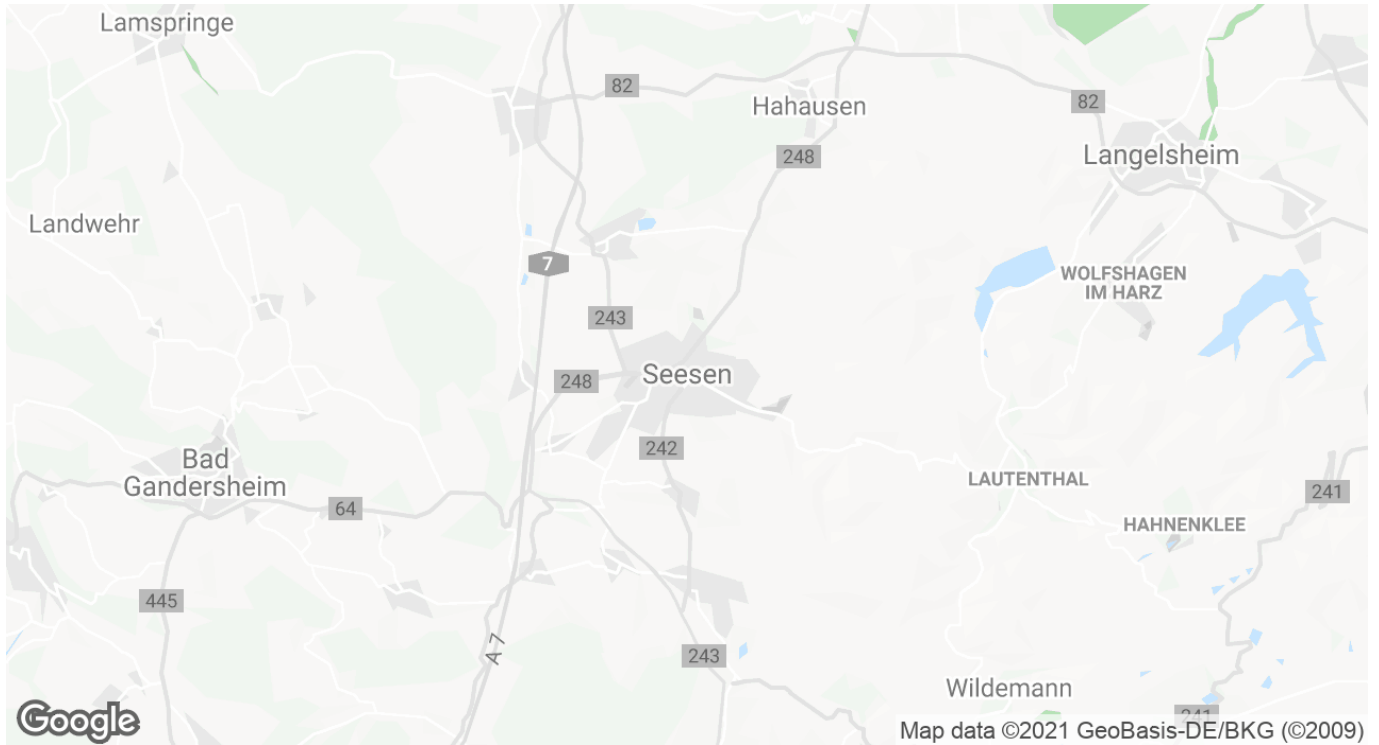 Lamspringe
82
Hahausen
82
248
Langelsheim
Landwehr
7
WOLFSHAGEN
IM HARZ
243
Seesen
248
242
Bad
Gandersheim
LAUTENTHAL
241
64
HAHNENKLEE
445
A 7
243
Wildemann
241
Google
Map data ©2021 GeoBasis-DE/BKG (©2009)